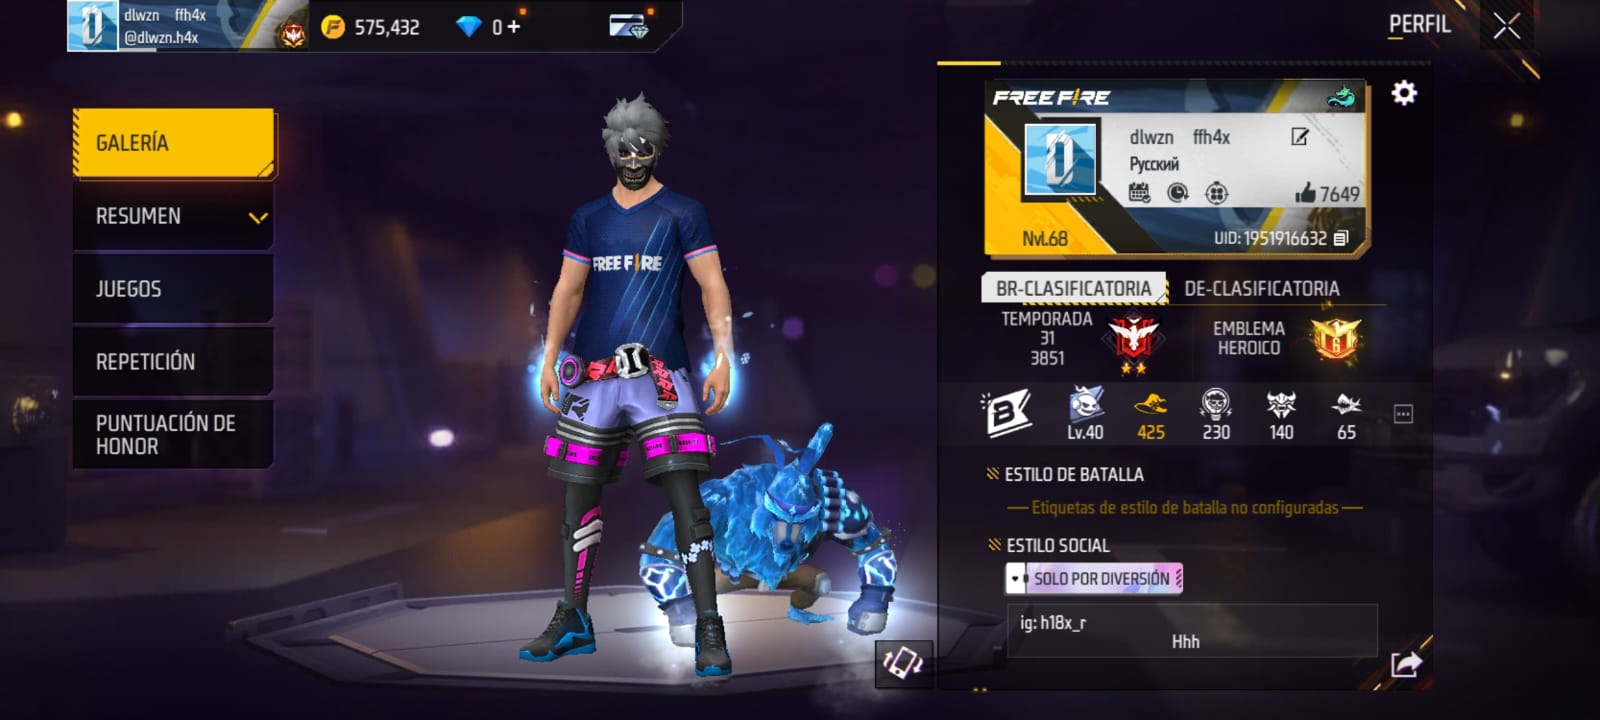 dlwzn ffh4x
@dlwzn.h4x
575,432
0 +
PERFIL
GALERÍA
RESUMEN
JUEGOS
REPETICIÓN
PUNTUACIÓN DE
HONOR
FREE FIRE
FREE FIRE
D
dlwzn ffh4x
Русский
7649
Nvl.68
UID: 1951916632
BR-CLASIFICATORIA
DE-CLASIFICATORIA
TEMPORADA
31
3851
EMBLEMA
HEROICO
6
B
Lv.40
425
230
140
65
ESTILO DE BATALLA
Etiquetas de estilo de batalla no configuradas
ESTILO SOCIAL
SOLO POR DIVERSIÓN
ig: h18x_r
Hhh